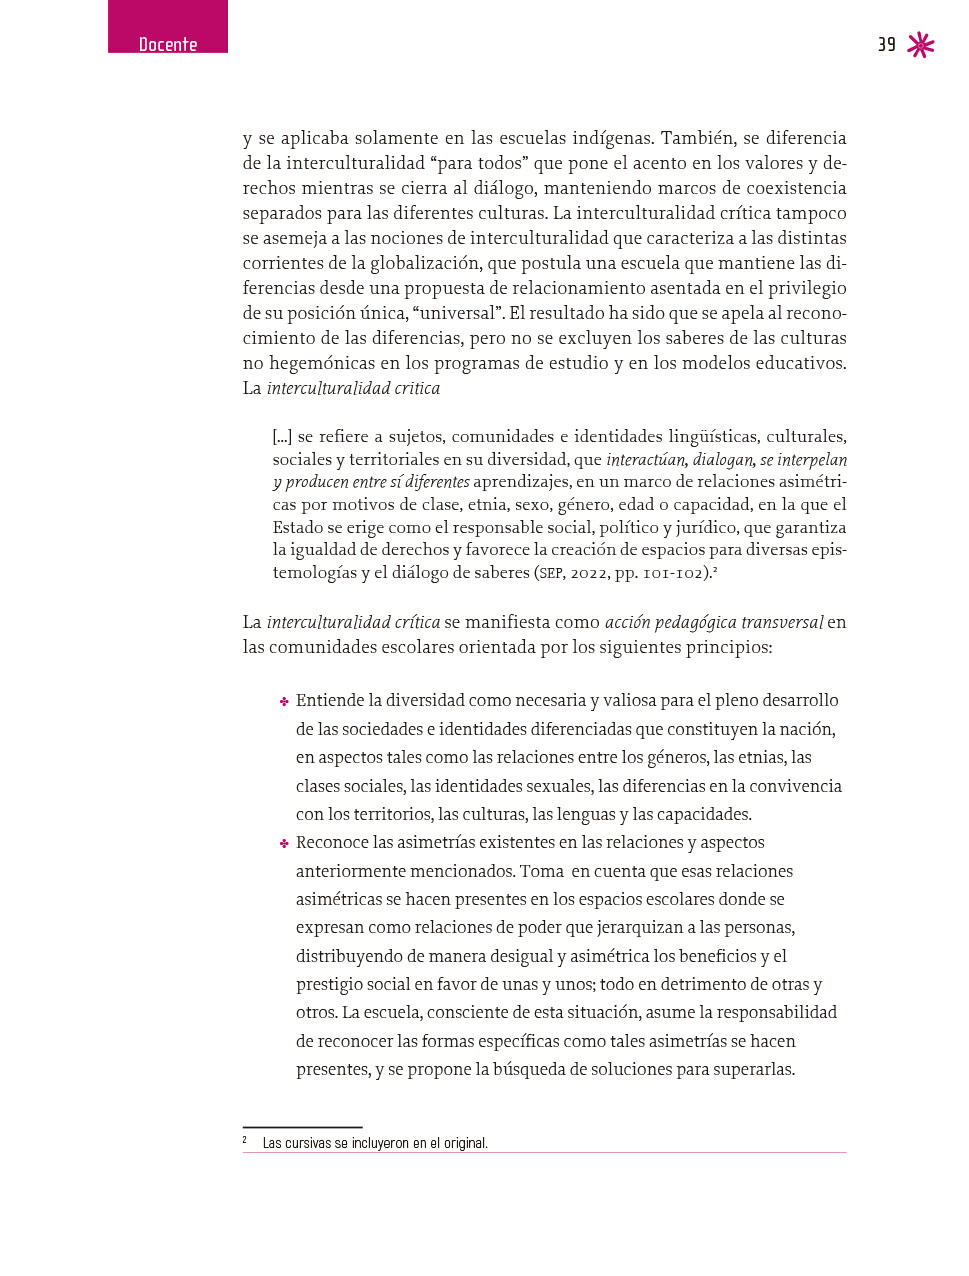 Docente
39
y se aplicaba solamente en las escuelas indígenas. También, se diferencia
de la interculturalidad “para todos” que pone el acento en los valores y de-
rechos mientras se cierra al diálogo, manteniendo marcos de coexistencia
separados para las diferentes culturas. La interculturalidad crítica tampoco
se asemeja a las nociones de interculturalidad que caracteriza a las distintas
corrientes de la globalización, que postula una escuela que mantiene las di-
ferencias desde una propuesta de relacionamiento asentada en el privilegio
de su posición única, “universal”. El resultado ha sido que se apela al recono-
cimiento de las diferencias, pero no se excluyen los saberes de las culturas
no hegemónicas en los programas de estudio y en los modelos educativos.
La interculturalidad critica
[...] se refiere a sujetos, comunidades e identidades lingüísticas, culturales,
sociales y territoriales en su diversidad, que interactúan, dialogan, se interpelan
y producen entre sí diferentes aprendizajes, en un marco de relaciones asimétri-
cas por motivos de clase, etnia, sexo, género, edad o capacidad, en la que el
Estado se erige como el responsable social, político y jurídico, que garantiza
la igualdad de derechos y favorece la creación de espacios para diversas epis-
temologías y el diálogo de saberes (SEP, 2022, pp. 101-102).²
La interculturalidad crítica se manifiesta como acción pedagógica transversal en
las comunidades escolares orientada por los siguientes principios:
✤ Entiende la diversidad como necesaria y valiosa para el pleno desarrollo
de las sociedades e identidades diferenciadas que constituyen la nación,
en aspectos tales como las relaciones entre los géneros, las etnias, las
clases sociales, las identidades sexuales, las diferencias en la convivencia
con los territorios, las culturas, las lenguas y las capacidades.
✤ Reconoce las asimetrías existentes en las relaciones y aspectos
anteriormente mencionados. Toma en cuenta que esas relaciones
asimétricas se hacen presentes en los espacios escolares donde se
expresan como relaciones de poder que jerarquizan a las personas,
distribuyendo de manera desigual y asimétrica los beneficios y el
prestigio social en favor de unas y unos; todo en detrimento de otras y
otros. La escuela, consciente de esta situación, asume la responsabilidad
de reconocer las formas específicas como tales asimetrías se hacen
presentes, y se propone la búsqueda de soluciones para superarlas.
² Las cursivas se incluyeron en el original.